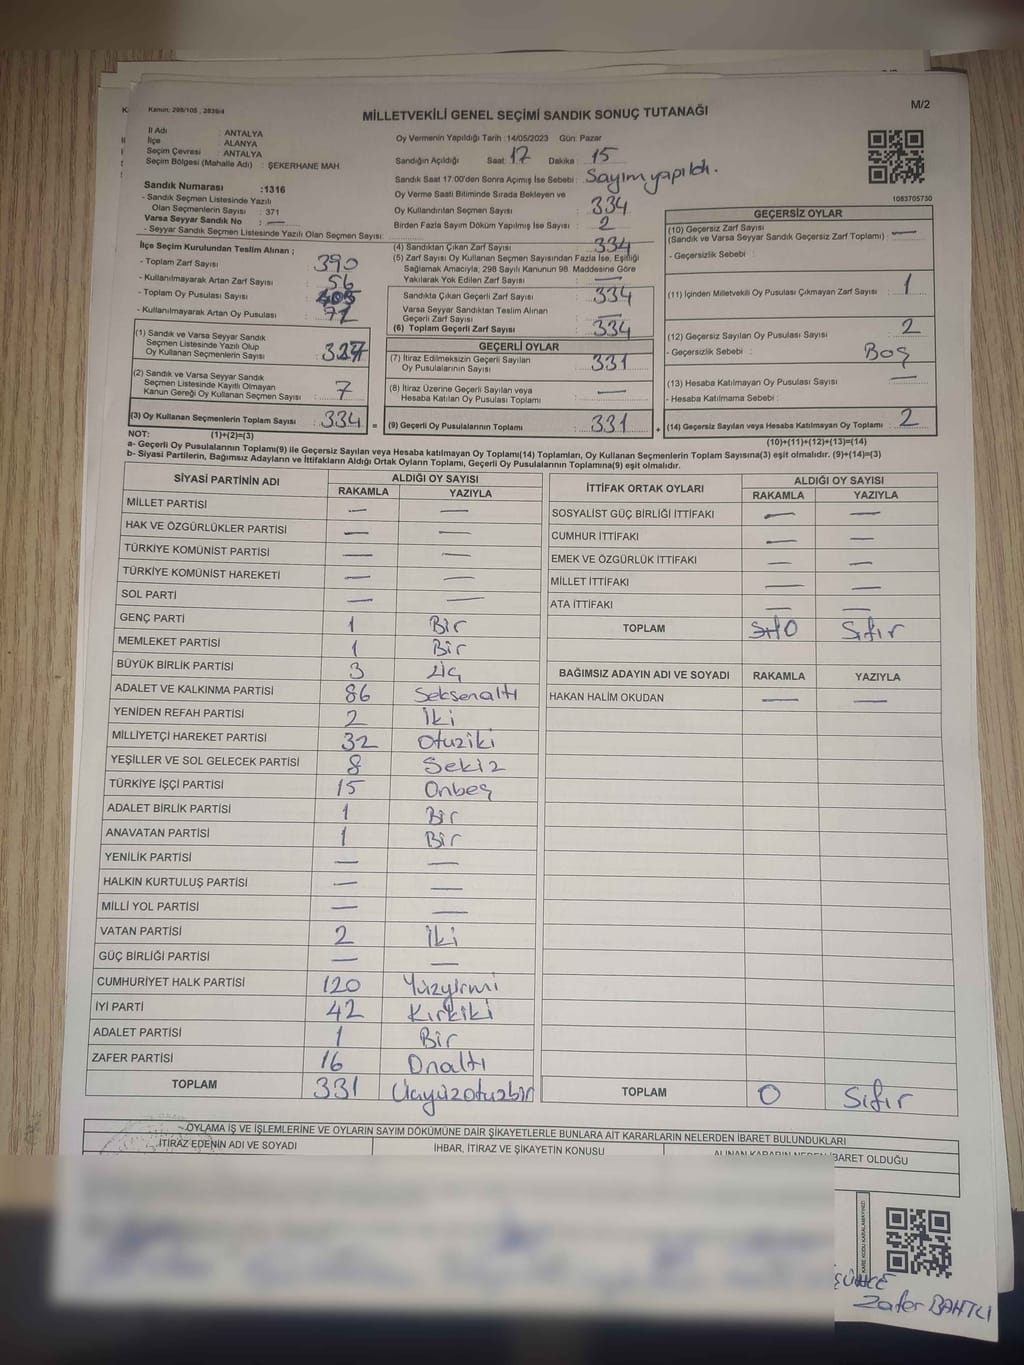 Kanun: 298/105 , 2839/4
MİLLETVEKİLİ GENEL SEÇİMİ SANDIK SONUÇ TUTANAĞI
M/2
İl Adı : ANTALYA
İlçe : ALANYA
Seçim Çevresi : ANTALYA
Seçim Bölgesi (Mahalle Adı) : ŞEKERHANE MAH.
Sandık Numarası :1316
- Sandık Seçmen Listesinde Yazılı
Olan Seçmenlerin Sayısı : 371
Varsa Seyyar Sandık No : —
- Seyyar Sandık Seçmen Listesinde Yazılı Olan Seçmen Sayısı:
Oy Vermenin Yapıldığı Tarih :14/05/2023 Gün: Pazar
Sandığın Açıldığı Saat: 17 Dakika : 15
Sandık Saat 17:00'den Sonra Açılmış İse Sebebi : Sayım yapıldı.
Oy Verme Saati Bitiminde Sırada Bekleyen ve
Oy Kullandırılan Seçmen Sayısı : 334
Birden Fazla Sayım Döküm Yapılmış İse Sayısı : 2
1083705730
İlçe Seçim Kurulundan Teslim Alınan ;
- Toplam Zarf Sayısı : 390
- Kullanılmayarak Artan Zarf Sayısı : 56
- Toplam Oy Pusulası Sayısı :
- Kullanılmayarak Artan Oy Pusulası :
(1) Sandık ve Varsa Seyyar Sandık
Seçmen Listesinde Yazılı Olup
Oy Kullanan Seçmenlerin Sayısı : 327
(2) Sandık ve Varsa Seyyar Sandık
Seçmen Listesinde Kayıtlı Olmayan
Kanun Gereği Oy Kullanan Seçmen Sayısı : 7
(3) Oy Kullanan Seçmenlerin Toplam Sayısı : 334
(4) Sandıktan Çıkan Zarf Sayısı : 334
(5) Zarf Sayısı Oy Kullanan Seçmen Sayısından Fazla İse, Eşitliği
Sağlamak Amacıyla, 298 Sayılı Kanunun 98. Maddesine Göre
Yakılarak Yok Edilen Zarf Sayısı : —
Sandıkta Çıkan Geçerli Zarf Sayısı : 334
Varsa Seyyar Sandıktan Teslim Alınan
Geçerli Zarf Sayısı : —
(6) Toplam Geçerli Zarf Sayısı : 334
GEÇERLİ OYLAR
(7) İtiraz Edilmeksizin Geçerli Sayılan
Oy Pusulalarının Sayısı : 331
(8) İtiraz Üzerine Geçerli Sayılan veya
Hesaba Katılan Oy Pusulası Toplamı : —
= (9) Geçerli Oy Pusulalarının Toplamı : 331
GEÇERSİZ OYLAR
(10) Geçersiz Zarf Sayısı
(Sandık ve Varsa Seyyar Sandık Geçersiz Zarf Toplamı) : —
- Geçersizlik Sebebi :
(11) İçinden Milletvekili Oy Pusulası Çıkmayan Zarf Sayısı : 1
(12) Geçersiz Sayılan Oy Pusulası Sayısı : 2
- Geçersizlik Sebebi : Boş
(13) Hesaba Katılmayan Oy Pusulası Sayısı : —
- Hesaba Katılmama Sebebi :
+ (14) Geçersiz Sayılan veya Hesaba Katılmayan Oy Toplamı : 2
NOT: (1)+(2)=(3)
(10)+(11)+(12)+(13)=(14)
a- Geçerli Oy Pusulalarının Toplamı(9) ile Geçersiz Sayılan veya Hesaba katılmayan Oy Toplamı(14) Toplamları, Oy Kullanan Seçmenlerin Toplam Sayısına(3) eşit olmalıdır. (9)+(14)=(3)
b- Siyasi Partilerin, Bağımsız Adayların ve İttifakların Aldığı Ortak Oyların Toplamı, Geçerli Oy Pusulalarının Toplamına(9) eşit olmalıdır.
SİYASİ PARTİNİN ADI ALDIĞI OY SAYISI
RAKAMLA YAZIYLA
MİLLET PARTİSİ — —
HAK VE ÖZGÜRLÜKLER PARTİSİ — —
TÜRKİYE KOMÜNİST PARTİSİ — —
TÜRKİYE KOMÜNİST HAREKETİ — —
SOL PARTİ — —
GENÇ PARTİ 1 Bir
MEMLEKET PARTİSİ 1 Bir
BÜYÜK BİRLİK PARTİSİ 3 Üç
ADALET VE KALKINMA PARTİSİ 86 Seksenaltı
YENİDEN REFAH PARTİSİ 2 İki
MİLLİYETÇİ HAREKET PARTİSİ 32 Otuziki
YEŞİLLER VE SOL GELECEK PARTİSİ 8 Sekiz
TÜRKİYE İŞÇİ PARTİSİ 15 Onbeş
ADALET BİRLİK PARTİSİ 1 Bir
ANAVATAN PARTİSİ 1 Bir
YENİLİK PARTİSİ — —
HALKIN KURTULUŞ PARTİSİ — —
MİLLİ YOL PARTİSİ — —
VATAN PARTİSİ 2 İki
GÜÇ BİRLİĞİ PARTİSİ — —
CUMHURİYET HALK PARTİSİ 120 Yüzyirmi
İYİ PARTİ 42 Kırkiki
ADALET PARTİSİ 1 Bir
ZAFER PARTİSİ 16 Onaltı
TOPLAM 331 Üçyüzotuzbir
İTTİFAK ORTAK OYLARI ALDIĞI OY SAYISI
RAKAMLA YAZIYLA
SOSYALİST GÜÇ BİRLİĞİ İTTİFAKI — —
CUMHUR İTTİFAKI — —
EMEK VE ÖZGÜRLÜK İTTİFAKI — —
MİLLET İTTİFAKI — —
ATA İTTİFAKI — —
TOPLAM 0 Sıfır
BAĞIMSIZ ADAYIN ADI VE SOYADI RAKAMLA YAZIYLA
HAKAN HALİM OKUDAN — —
TOPLAM 0 Sıfır
OYLAMA İŞ VE İŞLEMLERİNE VE OYLARIN SAYIM DÖKÜMÜNE DAİR ŞİKAYETLERLE BUNLARA AİT KARARLARIN NELERDEN İBARET BULUNDUKLARI
İTİRAZ EDENİN ADI VE SOYADI İHBAR, İTİRAZ VE ŞİKAYETİN KONUSU ALINAN KARARIN NEDEN İBARET OLDUĞU
Zafer BAHTLI